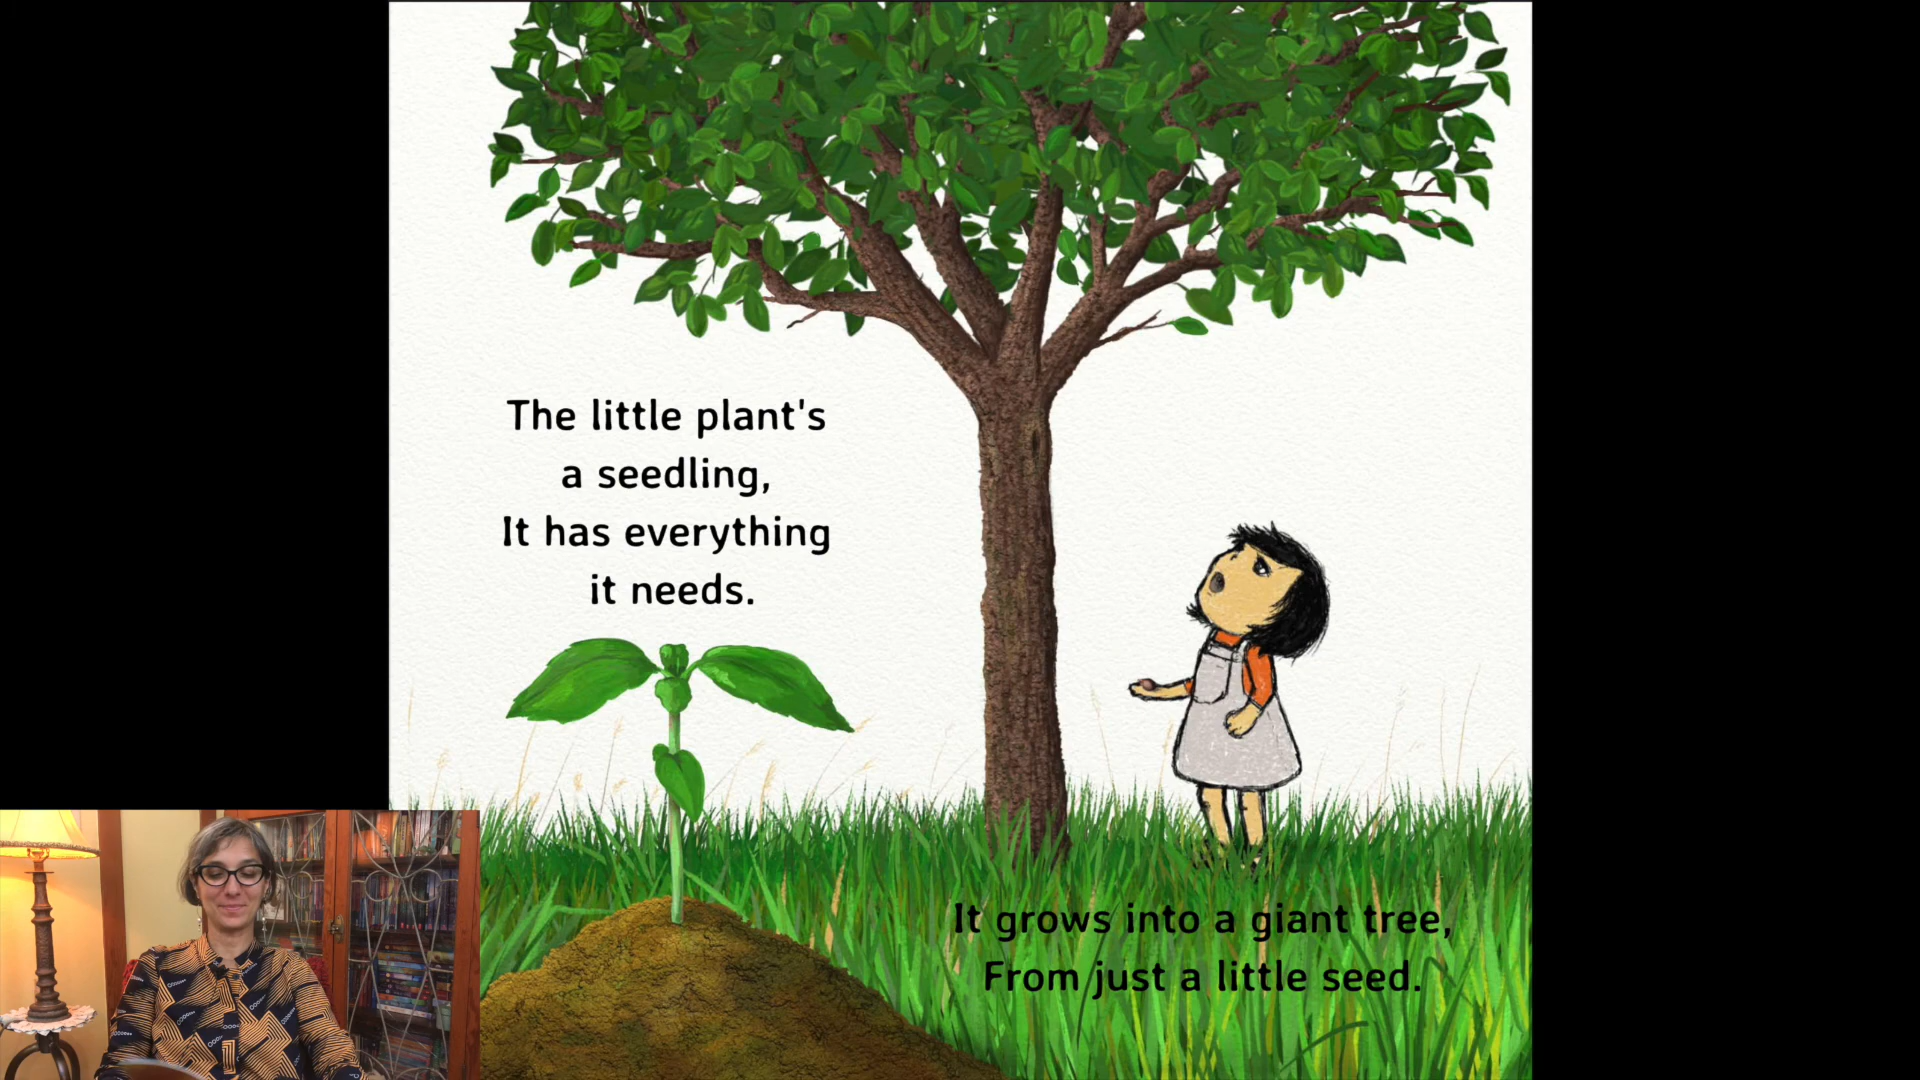 The little plant's
a seedling,
It has everything
it needs.
It grows into a giant tree,
From just a little seed.